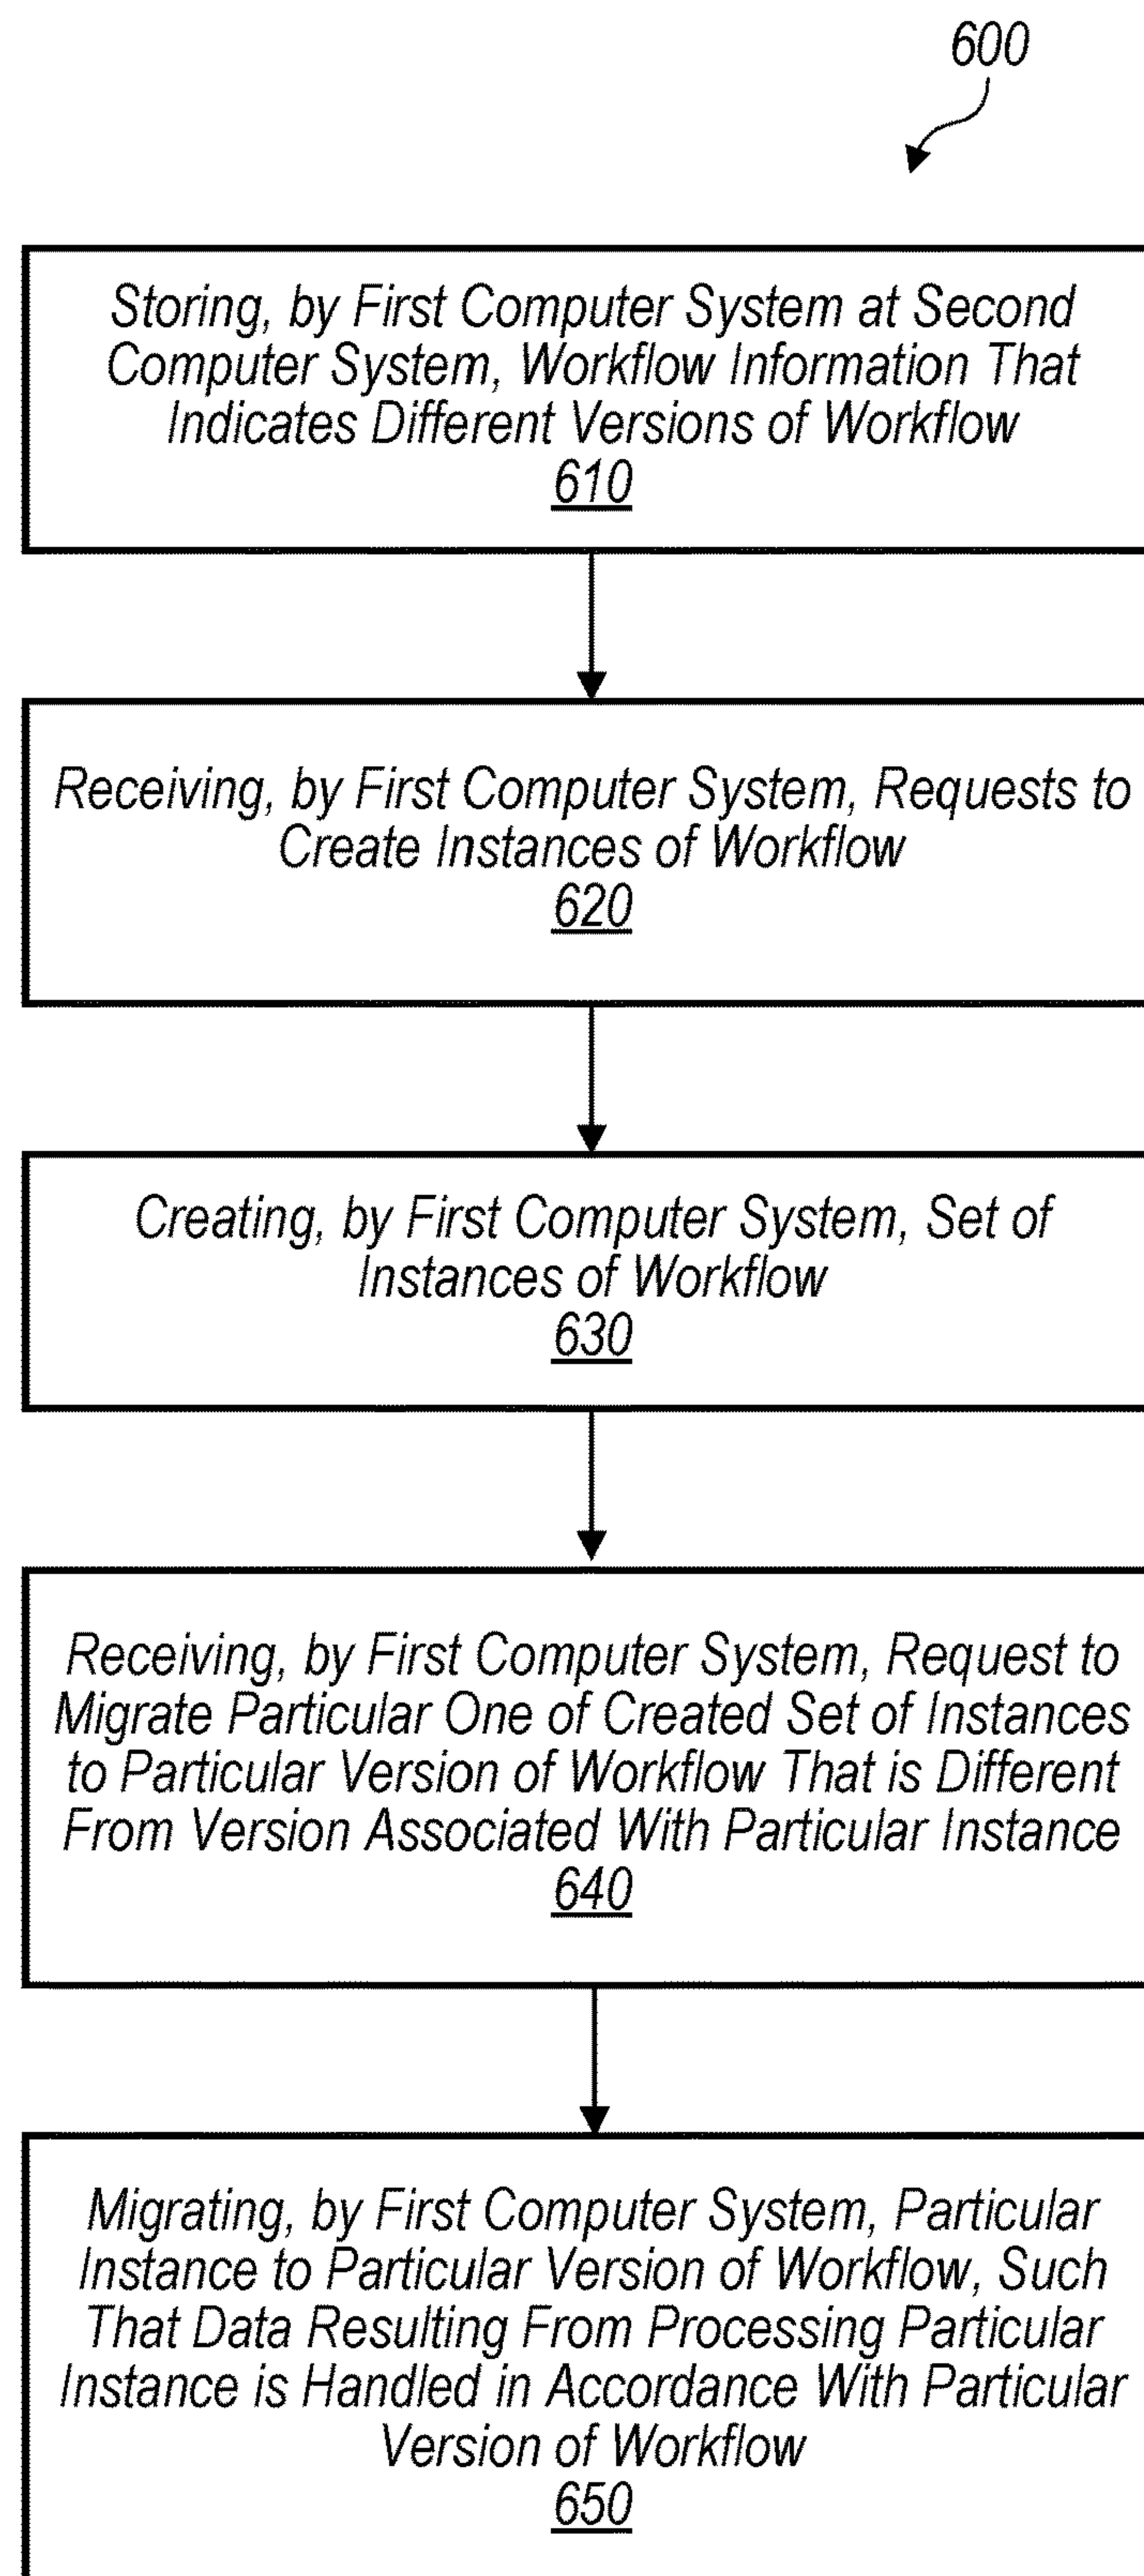 600
Storing, by First Computer System at Second
Computer System, Workflow Information That
Indicates Different Versions of Workflow
610
Receiving, by First Computer System, Requests to
Create Instances of Workflow
620
Creating, by First Computer System, Set of
Instances of Workflow
630
Receiving, by First Computer System, Request to
Migrate Particular One of Created Set of Instances
to Particular Version of Workflow That is Different
From Version Associated With Particular Instance
640
Migrating, by First Computer System, Particular
Instance to Particular Version of Workflow, Such
That Data Resulting From Processing Particular
Instance is Handled in Accordance With Particular
Version of Workflow
650